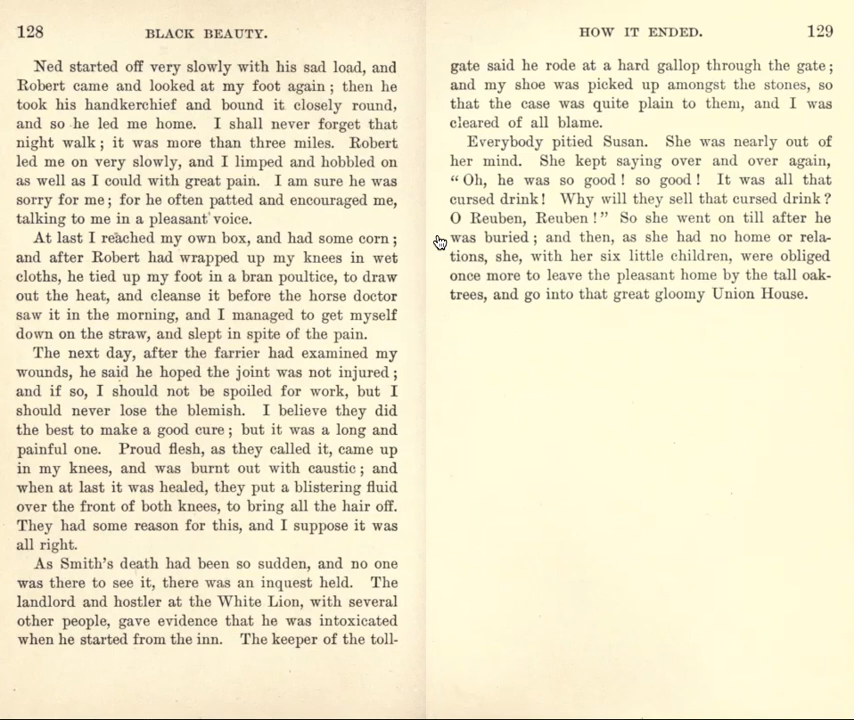 128 BLACK BEAUTY.
Ned started off very slowly with his sad load, and
Robert came and looked at my foot again ; then he
took his handkerchief and bound it closely round,
and so he led me home. I shall never forget that
night walk ; it was more than three miles. Robert
led me on very slowly, and I limped and hobbled on
as well as I could with great pain. I am sure he was
sorry for me ; for he often patted and encouraged me,
talking to me in a pleasant voice.
At last I reached my own box, and had some corn ;
and after Robert had wrapped up my knees in wet
cloths, he tied up my foot in a bran poultice, to draw
out the heat, and cleanse it before the horse doctor
saw it in the morning, and I managed to get myself
down on the straw, and slept in spite of the pain.
The next day, after the farrier had examined my
wounds, he said he hoped the joint was not injured ;
and if so, I should not be spoiled for work, but I
should never lose the blemish. I believe they did
the best to make a good cure ; but it was a long and
painful one. Proud flesh, as they called it, came up
in my knees, and was burnt out with caustic ; and
when at last it was healed, they put a blistering fluid
over the front of both knees, to bring all the hair off.
They had some reason for this, and I suppose it was
all right.
As Smith's death had been so sudden, and no one
was there to see it, there was an inquest held. The
landlord and hostler at the White Lion, with several
other people, gave evidence that he was intoxicated
when he started from the inn. The keeper of the toll-
HOW IT ENDED. 129
gate said he rode at a hard gallop through the gate ;
and my shoe was picked up amongst the stones, so
that the case was quite plain to them, and I was
cleared of all blame.
Everybody pitied Susan. She was nearly out of
her mind. She kept saying over and over again,
“ Oh, he was so good ! so good ! It was all that
cursed drink ! Why will they sell that cursed drink ?
O Reuben, Reuben ! ” So she went on till after he
was buried ; and then, as she had no home or rela-
tions, she, with her six little children, were obliged
once more to leave the pleasant home by the tall oak-
trees, and go into that great gloomy Union House.